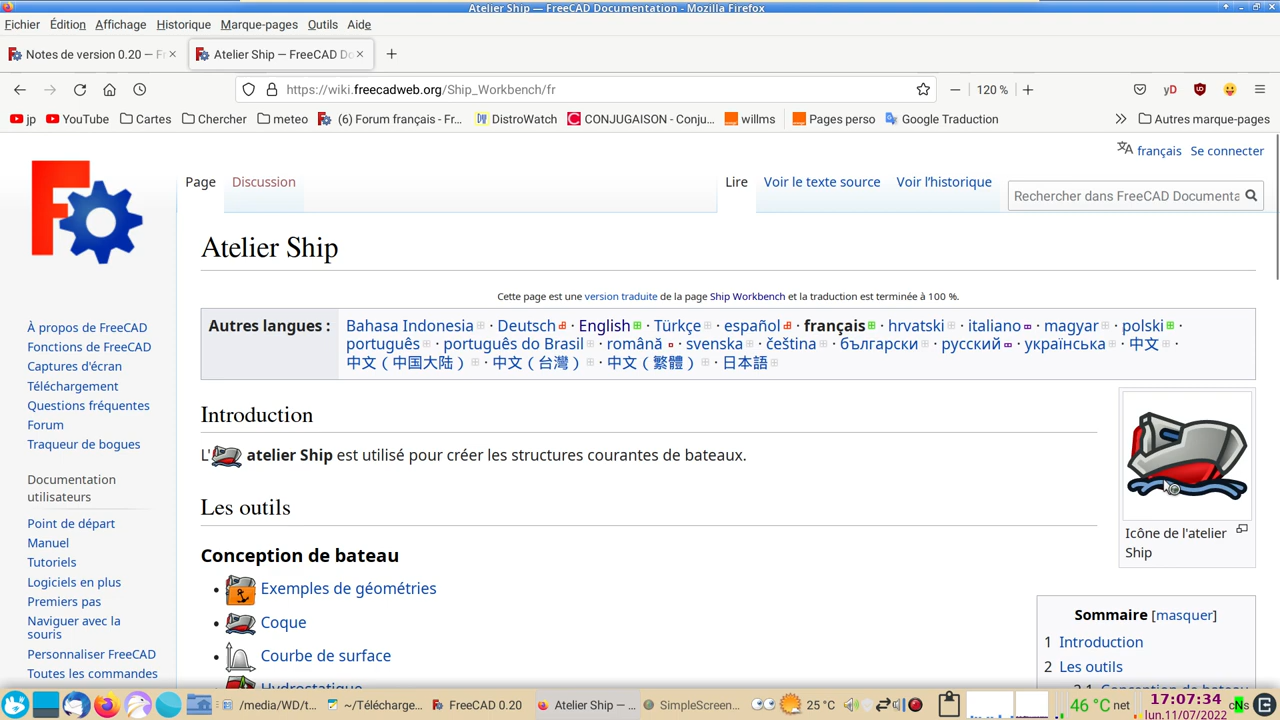 Atelier Ship — FreeCAD Documentation - Mozilla Firefox
Fichier Édition Affichage Historique Marque-pages Outils Aide
Notes de version 0.20 — Fr
Atelier Ship — FreeCAD Do
https://wiki.freecadweb.org/Ship_Workbench/fr
120 %
jp YouTube Cartes Chercher meteo (6) Forum français - Fr... DistroWatch CONJUGAISON - Conju... willms Pages perso Google Traduction Autres marque-pages
français Se connecter
Page Discussion Lire Voir le texte source Voir l’historique
Rechercher dans FreeCAD Documenta
Atelier Ship
Cette page est une version traduite de la page Ship Workbench et la traduction est terminée à 100 %.
Autres langues : Bahasa Indonesia · Deutsch · English · Türkçe · español · français · hrvatski · italiano · magyar · polski ·
português · português do Brasil · română · svenska · čeština · български · русский · українська · 中文 ·
中文（中国大陆） · 中文（台灣） · 中文（繁體） · 日本語
Introduction
L' atelier Ship est utilisé pour créer les structures courantes de bateaux.
Les outils
Conception de bateau
Exemples de géométries
Coque
Courbe de surface
Hydrostatique
Icône de l'atelier
Ship
Sommaire [masquer]
1 Introduction
2 Les outils
2.1 Conception de bateau
À propos de FreeCAD
Fonctions de FreeCAD
Captures d'écran
Téléchargement
Questions fréquentes
Forum
Traqueur de bogues
Documentation
utilisateurs
Point de départ
Manuel
Tutoriels
Logiciels en plus
Premiers pas
Naviguer avec la
souris
Personnaliser FreeCAD
Toutes les commandes
/media/WD/t... ~/Télécharge... FreeCAD 0.20 Atelier Ship — ... SimpleScreen... 25 °C 46 °C net 17:07:34
lun.11/07/2022